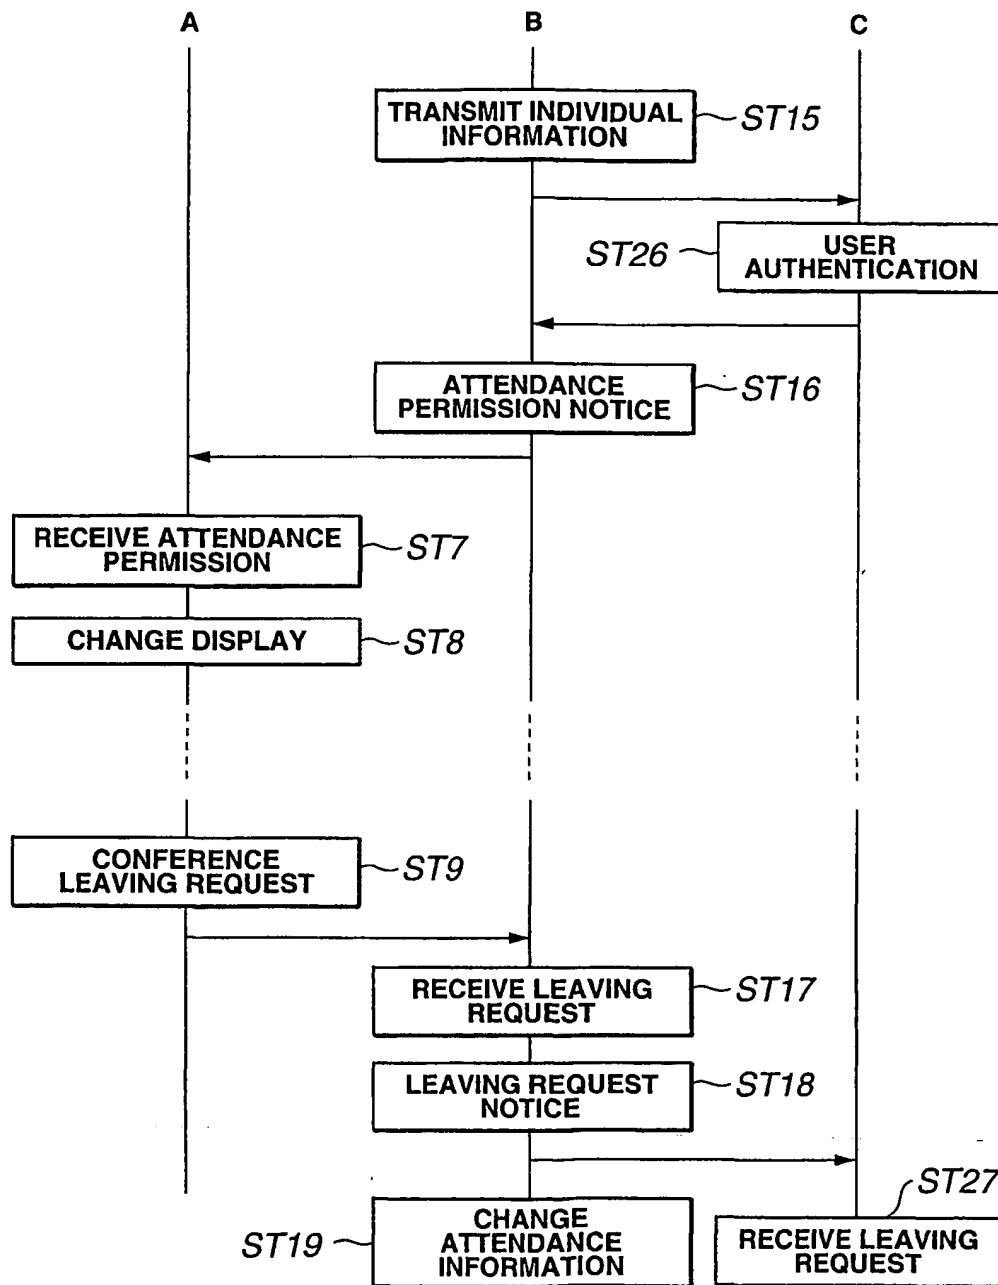 A
B
C
TRANSMIT INDIVIDUAL
INFORMATION
ST15
ST26
USER
AUTHENTICATION
ATTENDANCE
PERMISSION NOTICE
ST16
RECEIVE ATTENDANCE
PERMISSION
ST7
CHANGE DISPLAY
ST8
CONFERENCE
LEAVING REQUEST
ST9
RECEIVE LEAVING
REQUEST
ST17
LEAVING REQUEST
NOTICE
ST18
ST27
ST19
CHANGE
ATTENDANCE
INFORMATION
RECEIVE LEAVING
REQUEST